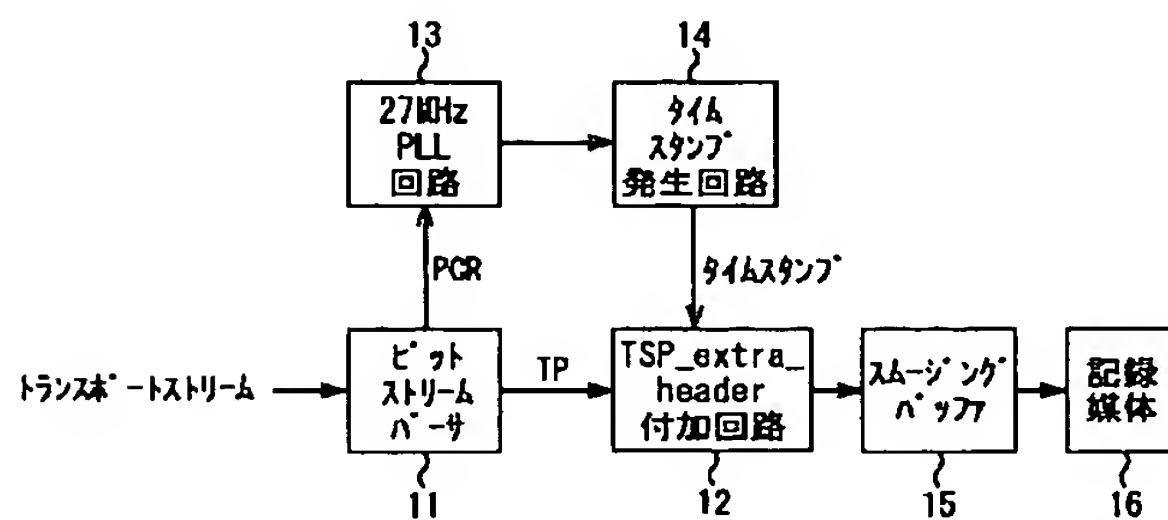 13
14
27MHz
PLL
回路
タイム
スタンプ
発生回路
PCR
タイムスタンプ
トランスポートストリーム
ビット
ストリーム
パーサ
TP
TSP_extra_
header
付加回路
スムージング
バッファ
記録
媒体
11
12
15
16